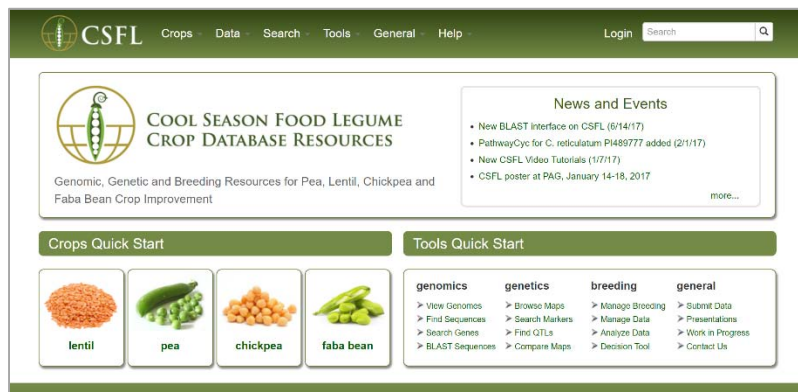 CSFL Crops Data Search Tools General Help Login Search
COOL SEASON FOOD LEGUME
CROP DATABASE RESOURCES
Genomic, Genetic and Breeding Resources for Pea, Lentil, Chickpea and
Faba Bean Crop Improvement
News and Events
New BLAST Interface on CSFL (6/14/17)
PathwayCyc for C. reticulatum PI489777 added (2/1/17)
New CSFL Video Tutorials (1/7/17)
CSFL poster at PAG, January 14-18, 2017
more...
Crops Quick Start
lentil pea chickpea faba bean
Tools Quick Start
genomics genetics breeding general
View Genomes Browse Maps Manage Breeding Submit Data
Find Sequences Search Markers Manage Data Presentations
Search Genes Find QTLs Analyze Data Work in Progress
BLAST Sequences Compare Maps Decision Tool Contact Us